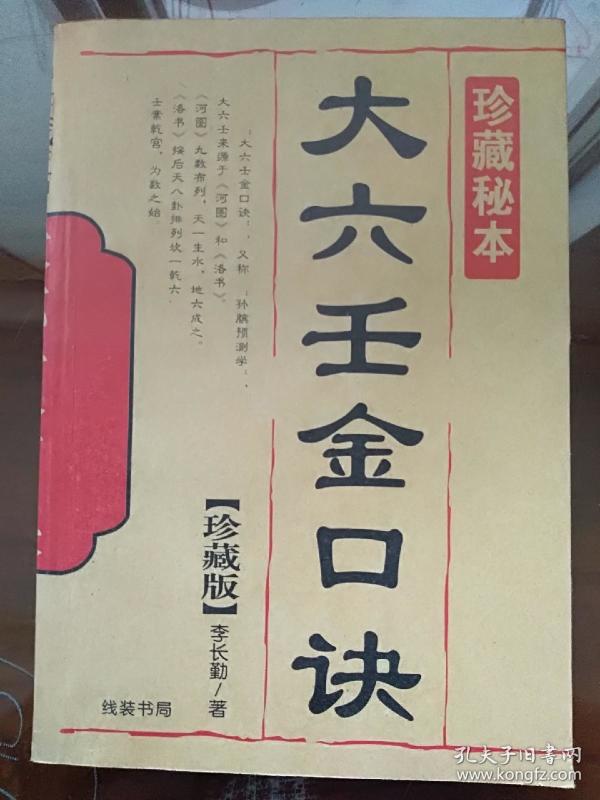 珍藏秘本
大六壬金口诀
:大六壬金口诀:，又称:孙膑预测学:，
大六壬来源于《河图》和《洛书》。
《河图》九数布列，天一生水，地六成之。
《洛书》按后天八卦排列坎一乾六。
士業乾宫，为数之始。
【珍藏版】
李长勤/著
线装书局
孔夫子旧书网
www.kongfz.com